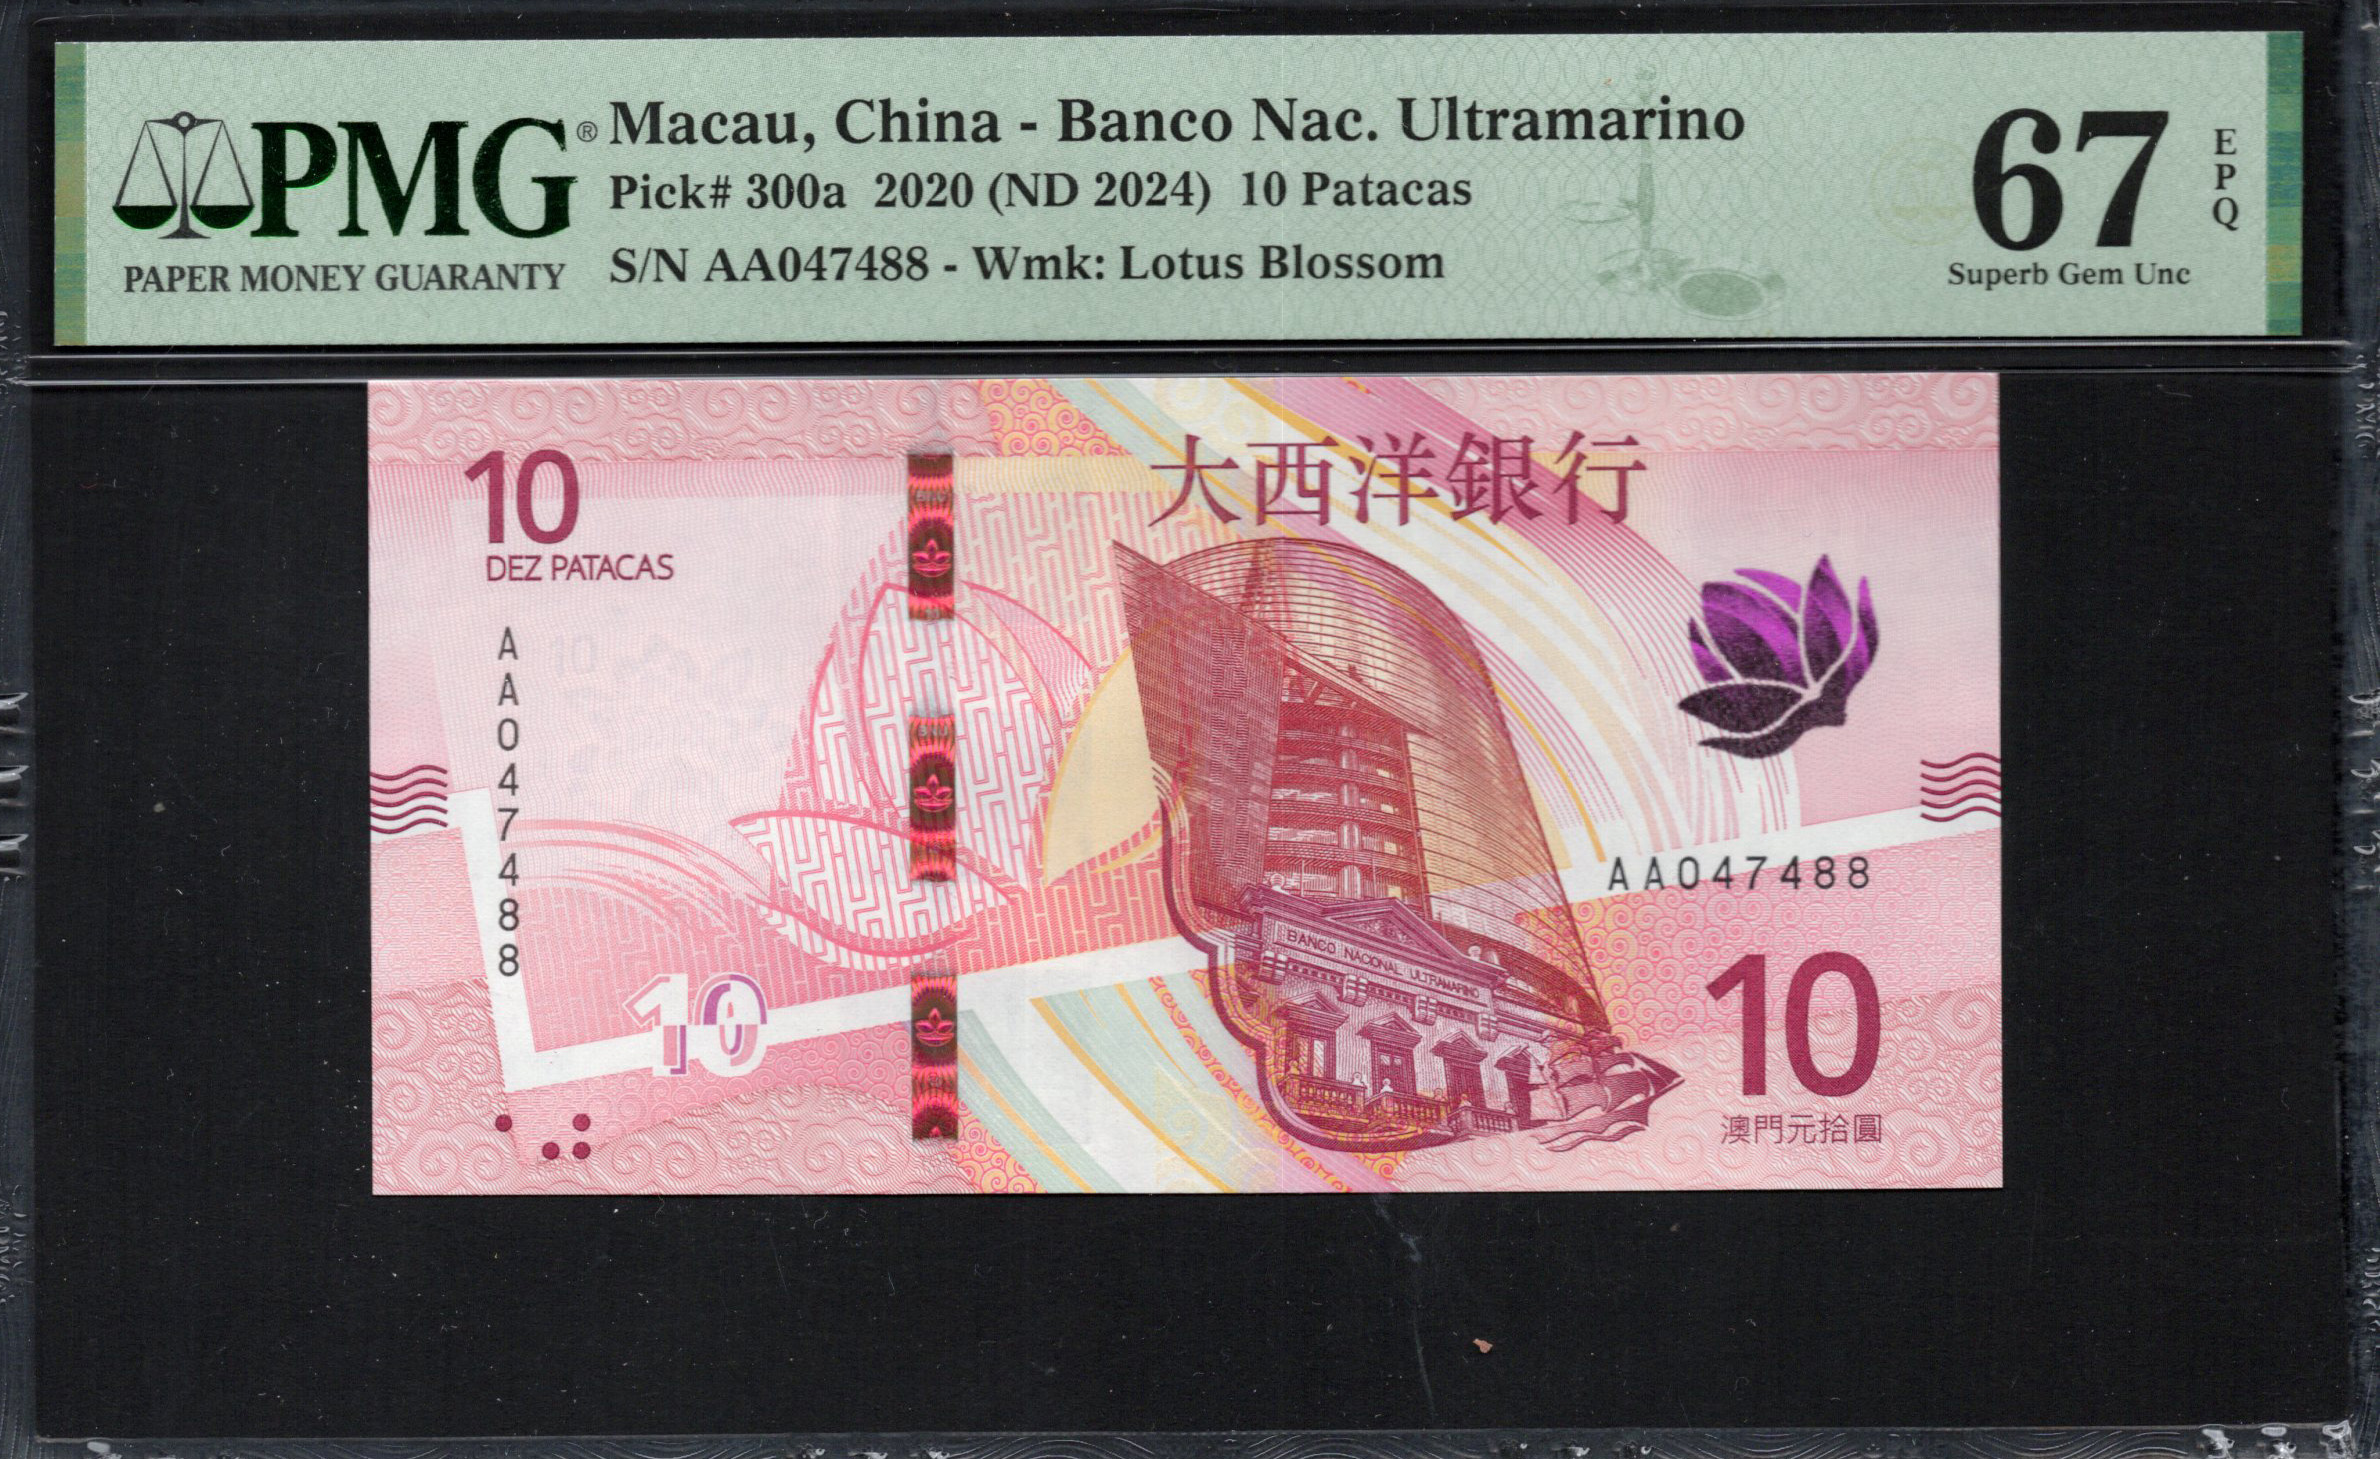 PMG®
PAPER MONEY GUARANTY
Macau, China - Banco Nac. Ultramarino
Pick# 300a 2020 (ND 2024) 10 Patacas
S/N AA047488 - Wmk: Lotus Blossom
67
EPQ
Superb Gem Unc
大西洋銀行
10
DEZ PATACAS
AA047488
10
BANCO NACIONAL ULTRAMARINO
AA047488
10
澳門元拾圓